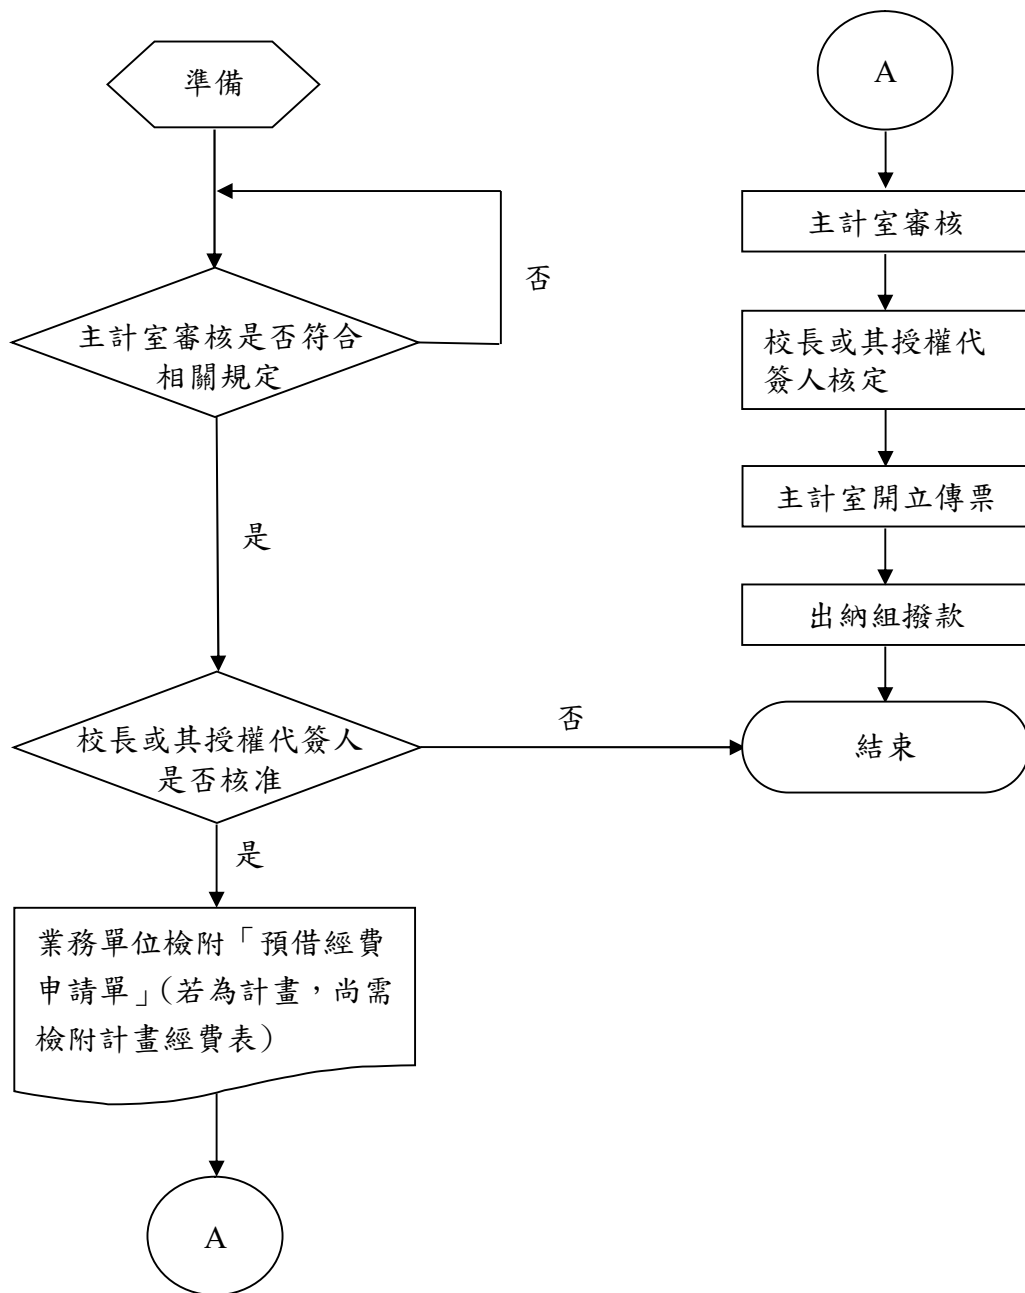 準備
否
主計室審核是否符合
相關規定
是
校長或其授權代簽人
是否核准
否
是
業務單位檢附「預借經費
申請單」(若為計畫，尚需
檢附計畫經費表)
A
A
主計室審核
校長或其授權代
簽人核定
主計室開立傳票
出納組撥款
結束